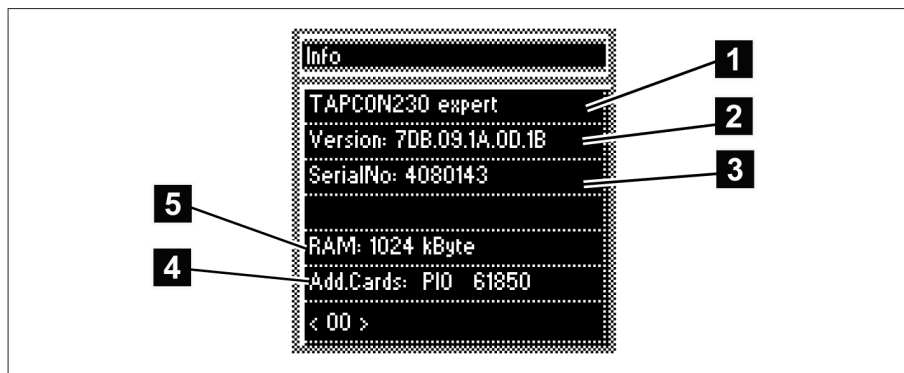 Info
TAPCON230 expert
Version: 7DB.09.1A.0D.1B
SerialNo: 4080143
RAM: 1024 kByte
Add.Cards: PIO 61850
< 00 >
1
2
3
5
4